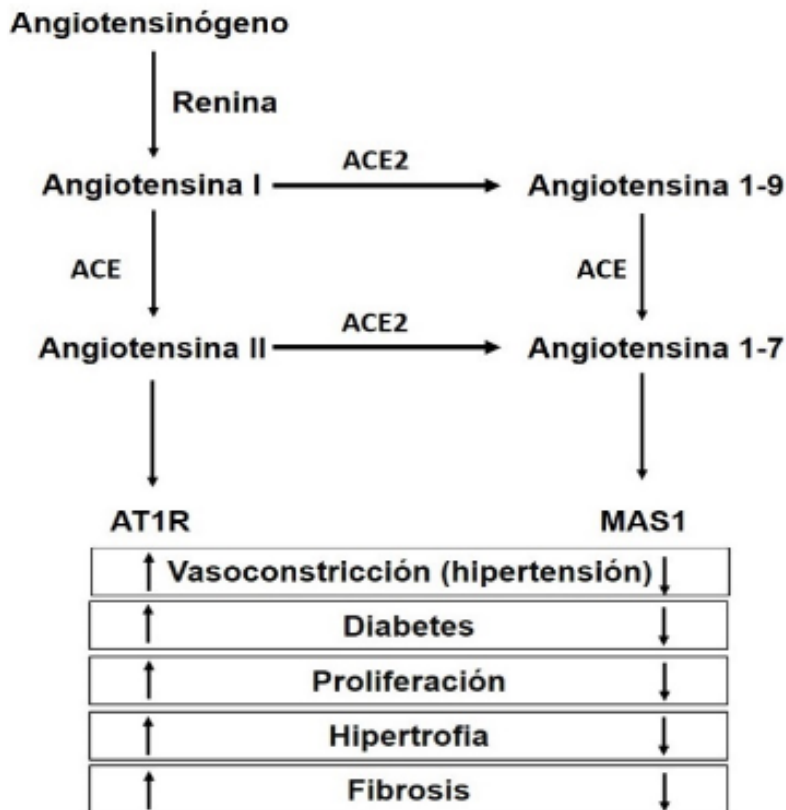 Angiotensinógeno
Renina
ACE2
Angiotensina I
Angiotensina 1-9
ACE
ACE
ACE2
Angiotensina II
Angiotensina 1-7
AT1R
MAS1
Vasoconstricción (hipertensión)
Diabetes
Proliferación
Hipertrofia
Fibrosis